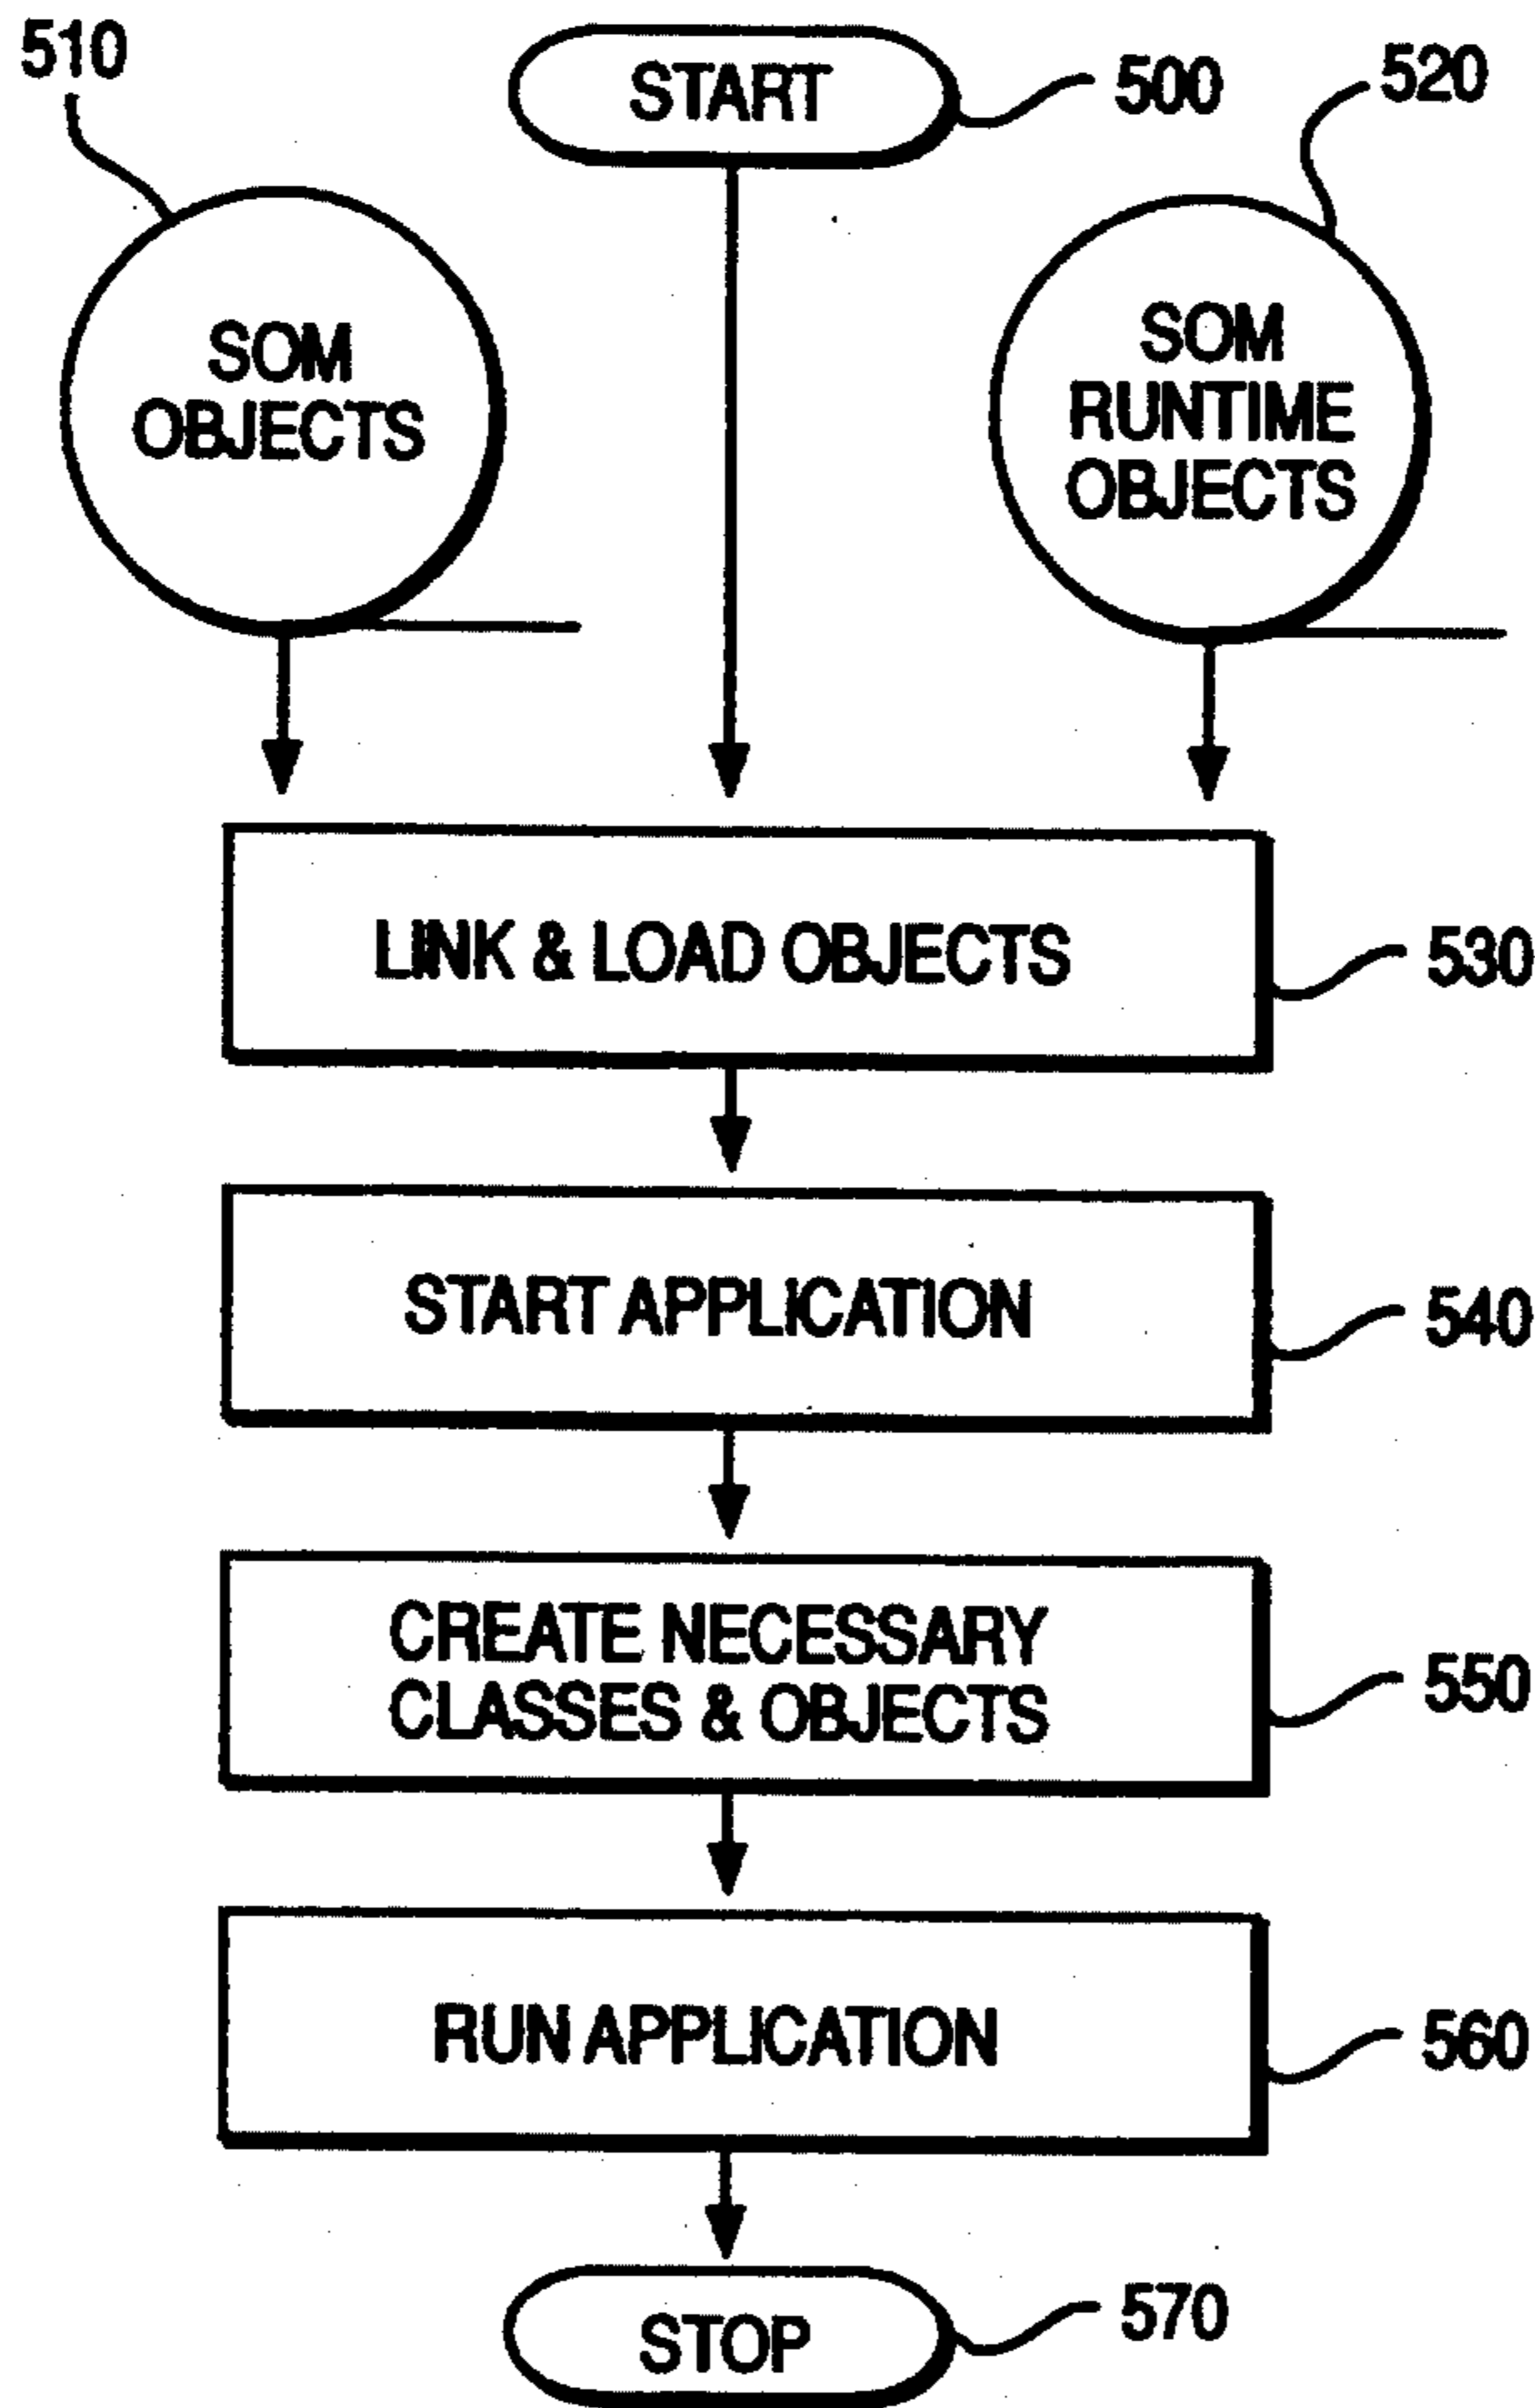 510
START
500
520
SOM
OBJECTS
SOM
RUNTIME
OBJECTS
LINK & LOAD OBJECTS
530
START APPLICATION
540
CREATE NECESSARY
CLASSES & OBJECTS
550
RUN APPLICATION
560
STOP
570